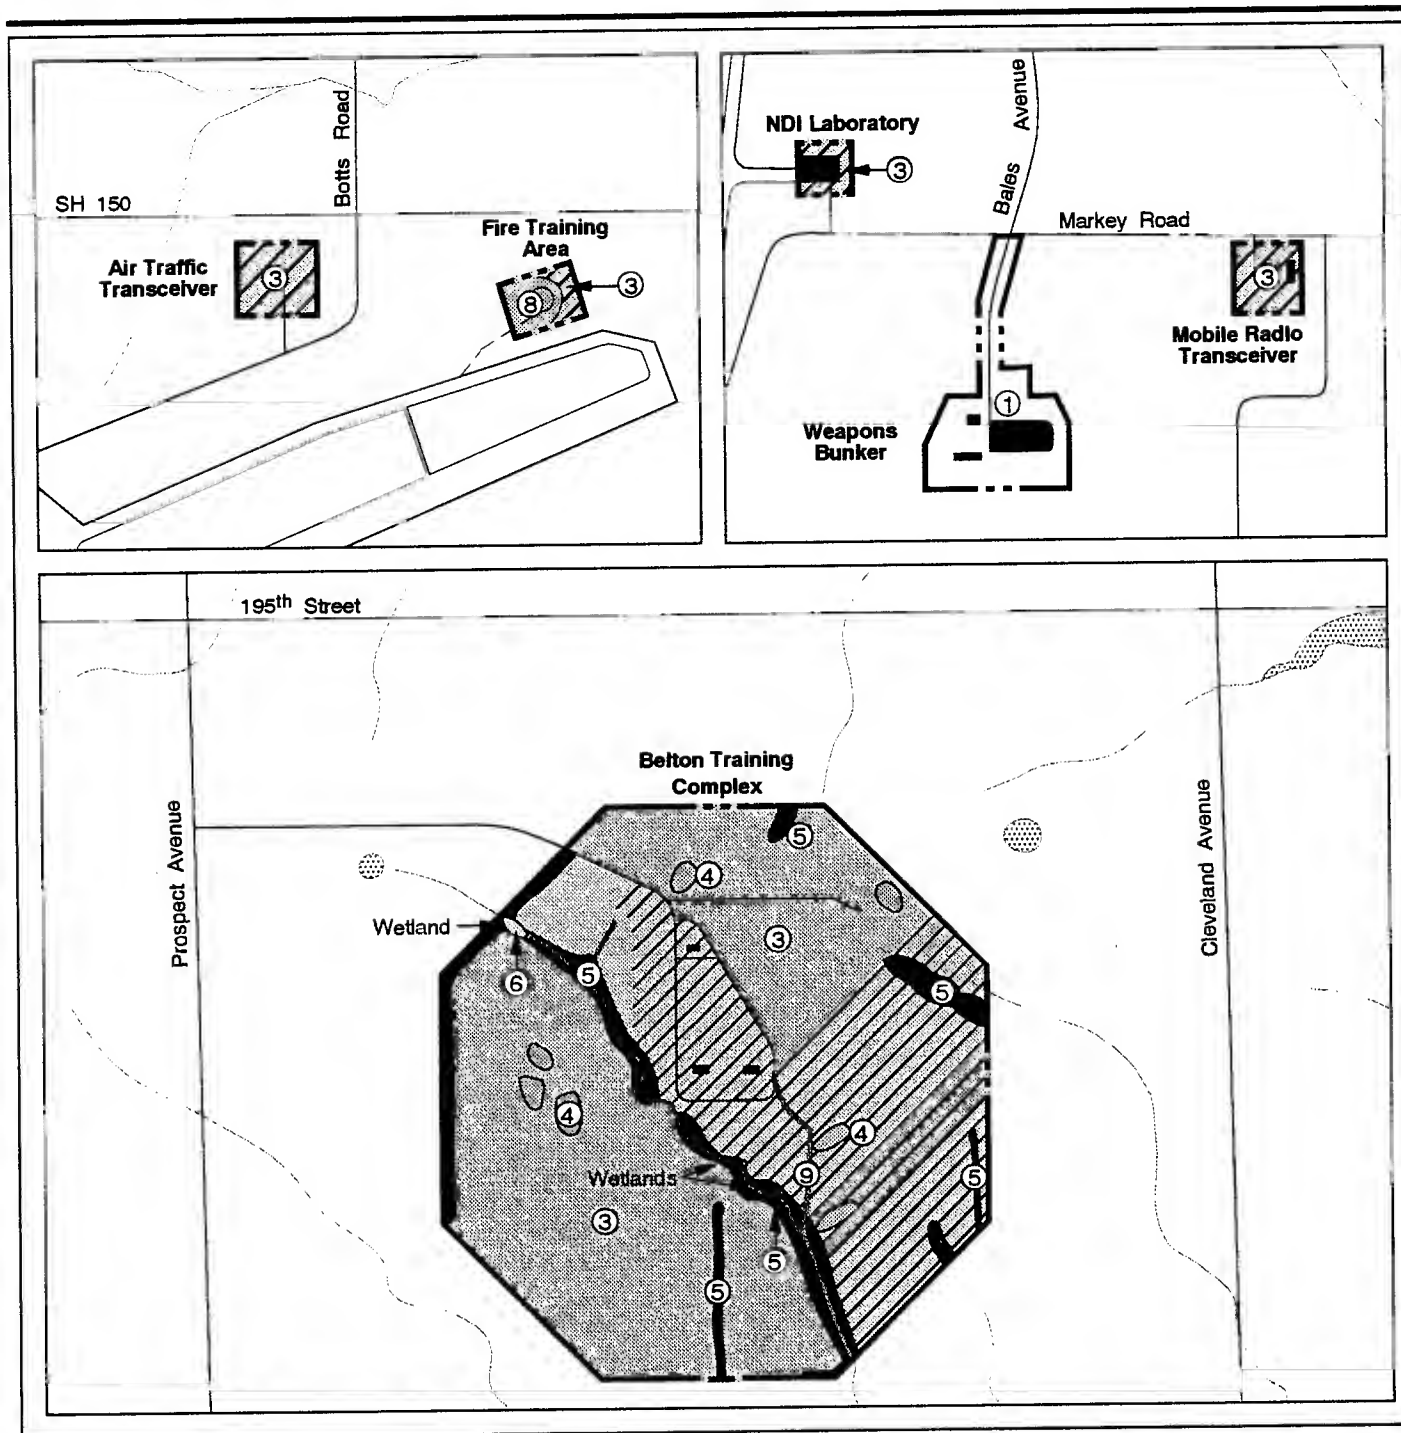 Botts Road
SH 150
Air Traffic
Transceiver
3
Fire Training
Area
8
3
NDI Laboratory
3
Bales Avenue
Markey Road
3
Mobile Radio
Transceiver
1
Weapons
Bunker
195th Street
Prospect Avenue
Cleveland Avenue
Belton Training
Complex
5
4
Wetland
3
6
5
5
4
4
Wetlands
9
5
3
5
5